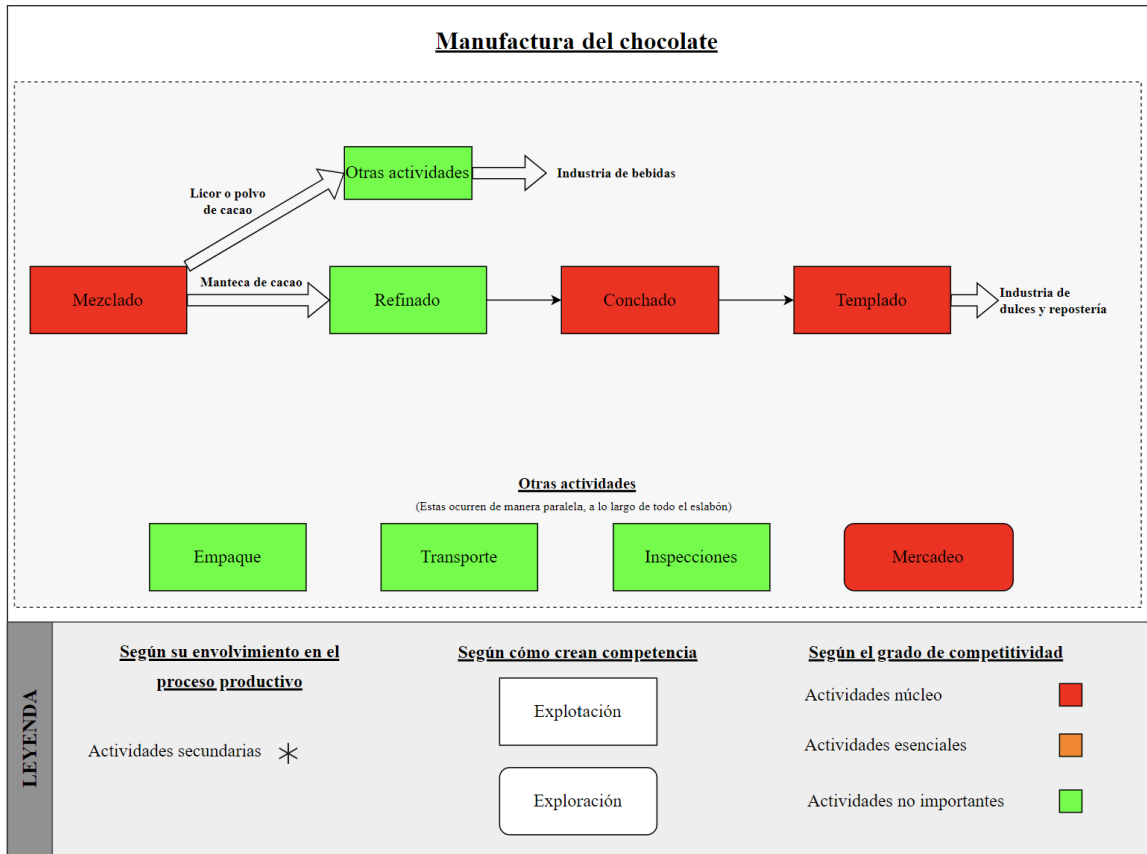 Manufactura del chocolate
Otras actividades
Industria de bebidas
Licor o polvo
de cacao
Mezclado
Manteca de cacao
Refinado
Conchado
Templado
Industria de
dulces y repostería
Otras actividades
(Estas ocurren de manera paralela, a lo largo de todo el eslabón)
Empaque
Transporte
Inspecciones
Mercadeo
LEYENDA
Según su envolvimiento en el
proceso productivo
Actividades secundarias
Según cómo crean competencia
Explotación
Exploración
Según el grado de competitividad
Actividades núcleo
Actividades esenciales
Actividades no importantes